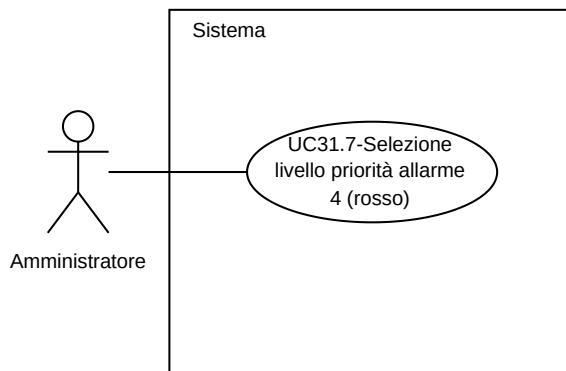 Sistema
UC31.7-Selezione
livello priorità allarme
4 (rosso)
Amministratore